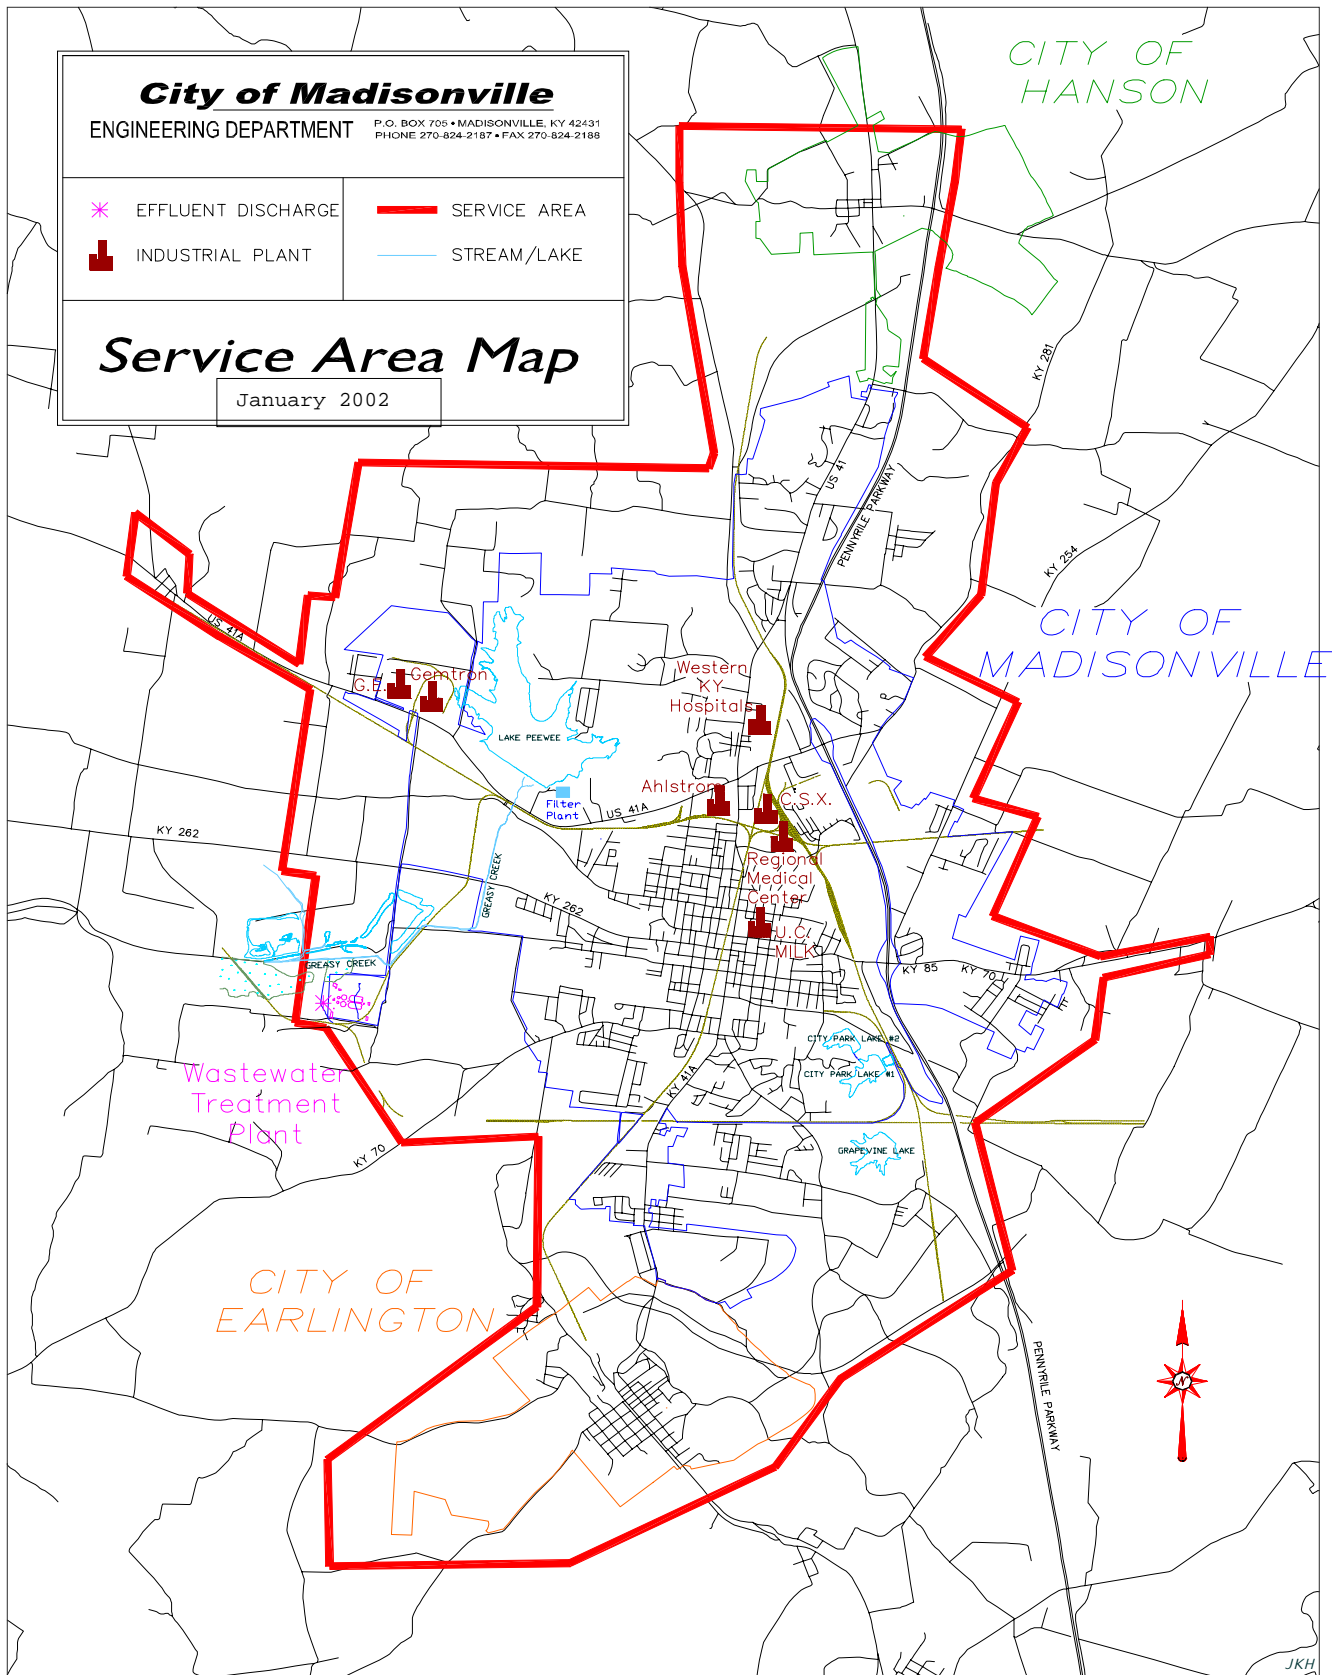 CITY OF
HANSON
City of Madisonville
ENGINEERING DEPARTMENT
P.O. BOX 705 • MADISONVILLE, KY 42431
PHONE 270-824-2187 • FAX 270-824-2188
EFFLUENT DISCHARGE
SERVICE AREA
INDUSTRIAL PLANT
STREAM/LAKE
Service Area Map
January 2002
KY 281
US 41
PENNYRILE PARKWAY
KY 254
CITY OF
MADISONVILLE
US 41A
G.E.
Gemtron
Western
KY
Hospitals
LAKE PEEWEE
Filter
Plant
US 41A
Ahlstrom
C.S.X.
KY 262
Regional
Medical
Center
GREASY CREEK
KY 262
U.C.
MILK
GREASY CREEK
KY 85
KY 70
CITY PARK LAKE #2
CITY PARK LAKE #1
Wastewater
Treatment
Plant
KY 41A
KY 70
GRAPEVINE LAKE
CITY OF
EARLINGTON
PENNYRILE PARKWAY
N
JKH